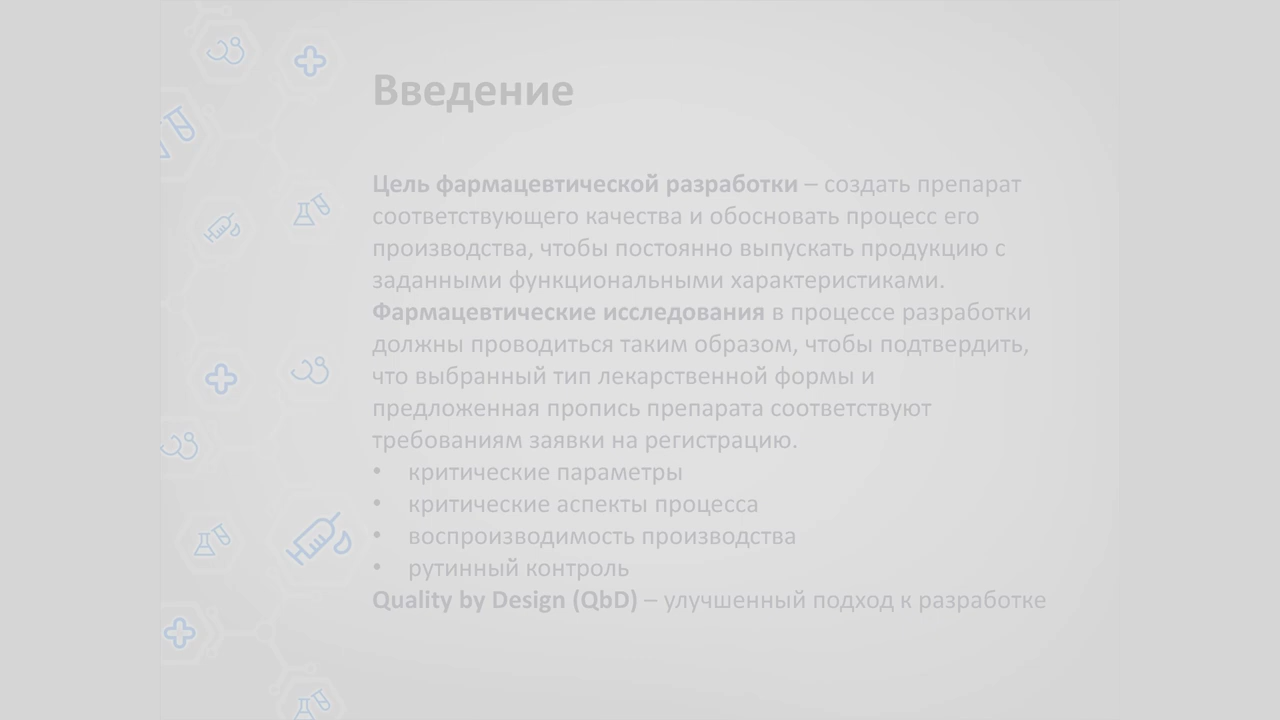 Введение
Цель фармацевтической разработки – создать препарат
соответствующего качества и обосновать процесс его
производства, чтобы постоянно выпускать продукцию с
заданными функциональными характеристиками.
Фармацевтические исследования в процессе разработки
должны проводиться таким образом, чтобы подтвердить,
что выбранный тип лекарственной формы и
предложенная пропись препарата соответствуют
требованиям заявки на регистрацию.
• критические параметры
• критические аспекты процесса
• воспроизводимость производства
• рутинный контроль
Quality by Design (QbD) – улучшенный подход к разработке